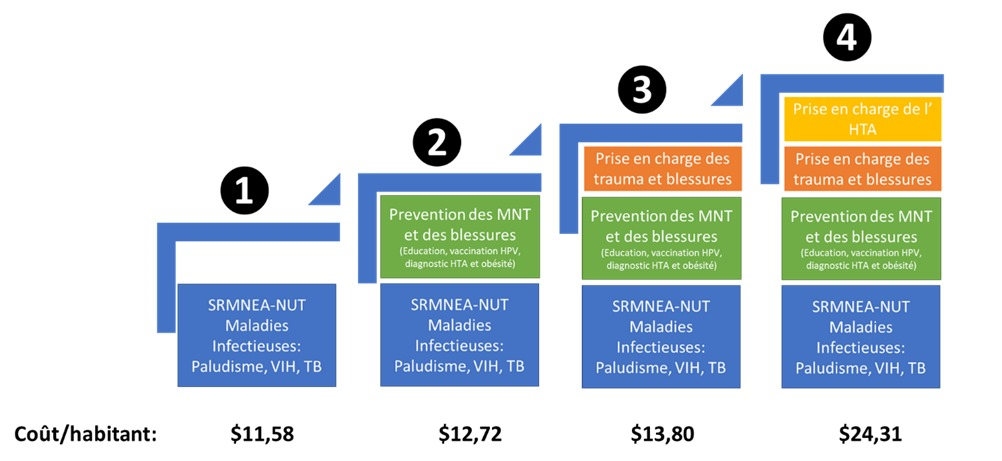 1
SRMNEA-NUT
Maladies
Infectieuses:
Paludisme, VIH, TB
2
Prevention des MNT
et des blessures
(Education, vaccination HPV,
diagnostic HTA et obésité)
SRMNEA-NUT
Maladies
Infectieuses:
Paludisme, VIH, TB
3
Prise en charge des
trauma et blessures
Prevention des MNT
et des blessures
(Education, vaccination HPV,
diagnostic HTA et obésité)
SRMNEA-NUT
Maladies
Infectieuses:
Paludisme, VIH, TB
4
Prise en charge de l’
HTA
Prise en charge des
trauma et blessures
Prevention des MNT
et des blessures
(Education, vaccination HPV,
diagnostic HTA et obésité)
SRMNEA-NUT
Maladies
Infectieuses:
Paludisme, VIH, TB
Coût/habitant: $11,58 $12,72 $13,80 $24,31